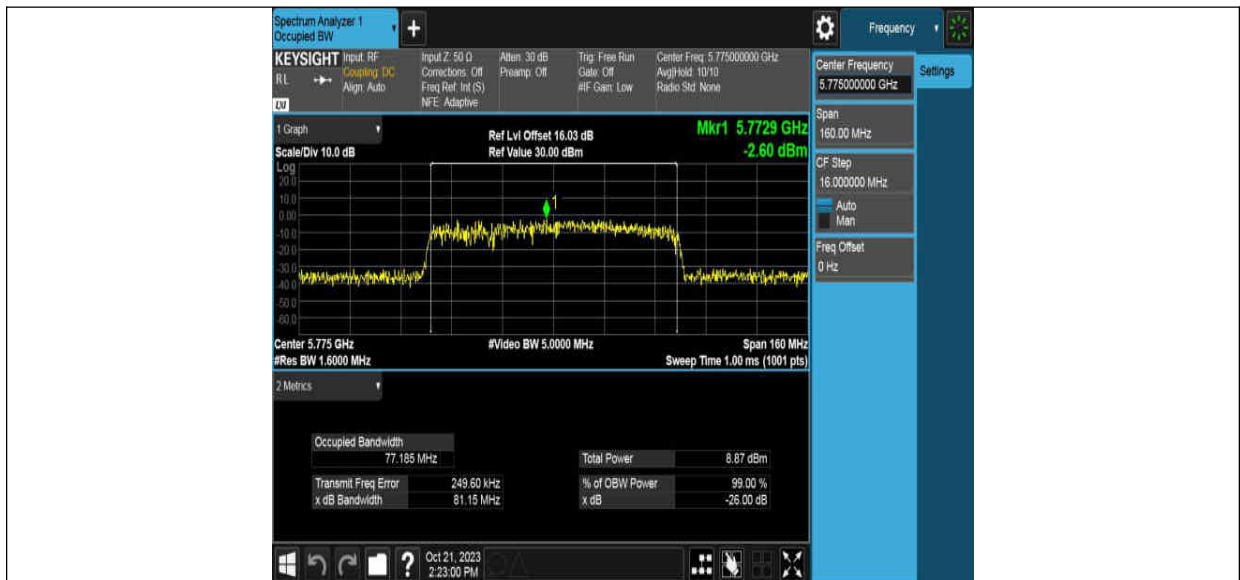 Spectrum Analyzer 1
Occupied BW
+
Frequency
KEYSIGHT
RL
LXI
Input: RF
Coupling: DC
Align: Auto
Input Z: 50 Ω
Corrections: Off
Freq Ref: Int (S)
NFE: Adaptive
Atten: 30 dB
Preamp: Off
Trig: Free Run
Gate: Off
#IF Gain: Low
Center Freq: 5.775000000 GHz
Avg|Hold: 10/10
Radio Std: None
Center Frequency
5.775000000 GHz
Settings
Span
160.00 MHz
CF Step
16.000000 MHz
Auto
Man
Freq Offset
0 Hz
1 Graph
Scale/Div 10.0 dB
Ref Lvl Offset 16.03 dB
Ref Value 30.00 dBm
Mkr1 5.7729 GHz
-2.60 dBm
Log
20.0
10.0
0.00
-10.0
-20.0
-30.0
-40.0
-50.0
-60.0
1
Center 5.775 GHz
#Video BW 5.0000 MHz
Span 160 MHz
#Res BW 1.6000 MHz
Sweep Time 1.00 ms (1001 pts)
2 Metrics
Occupied Bandwidth
77.185 MHz
Total Power 8.87 dBm
Transmit Freq Error 249.60 kHz
% of OBW Power 99.00 %
x dB Bandwidth 81.15 MHz
x dB -26.00 dB
?
Oct 21, 2023
2:23:00 PM